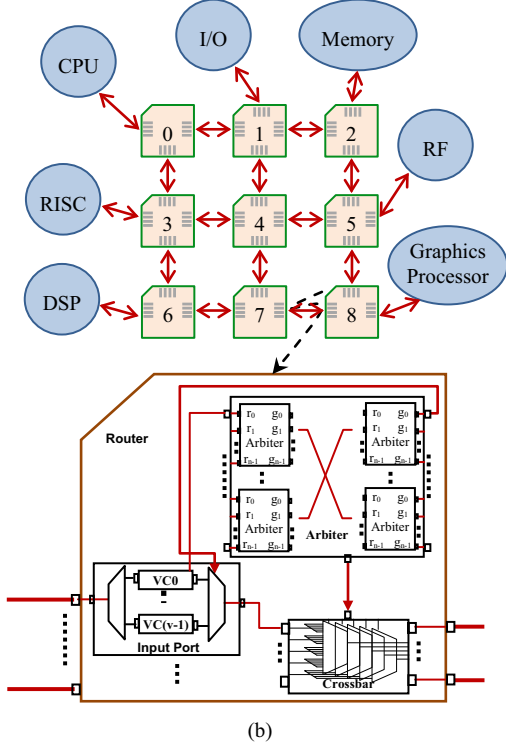 I/O
Memory
CPU
0
1
2
RF
RISC
3
4
5
Graphics
Processor
DSP
6
7
8
Router
r0 g0
r1 g1
Arbiter
rn-1 gn-1
r0 g0
r1 g1
Arbiter
rn-1 gn-1
r0 g0
r1 g1
Arbiter
rn-1 gn-1
r0 g0
r1 g1
Arbiter
rn-1 gn-1
Arbiter
VC0
VC(v-1)
Input Port
Crossbar
(b)